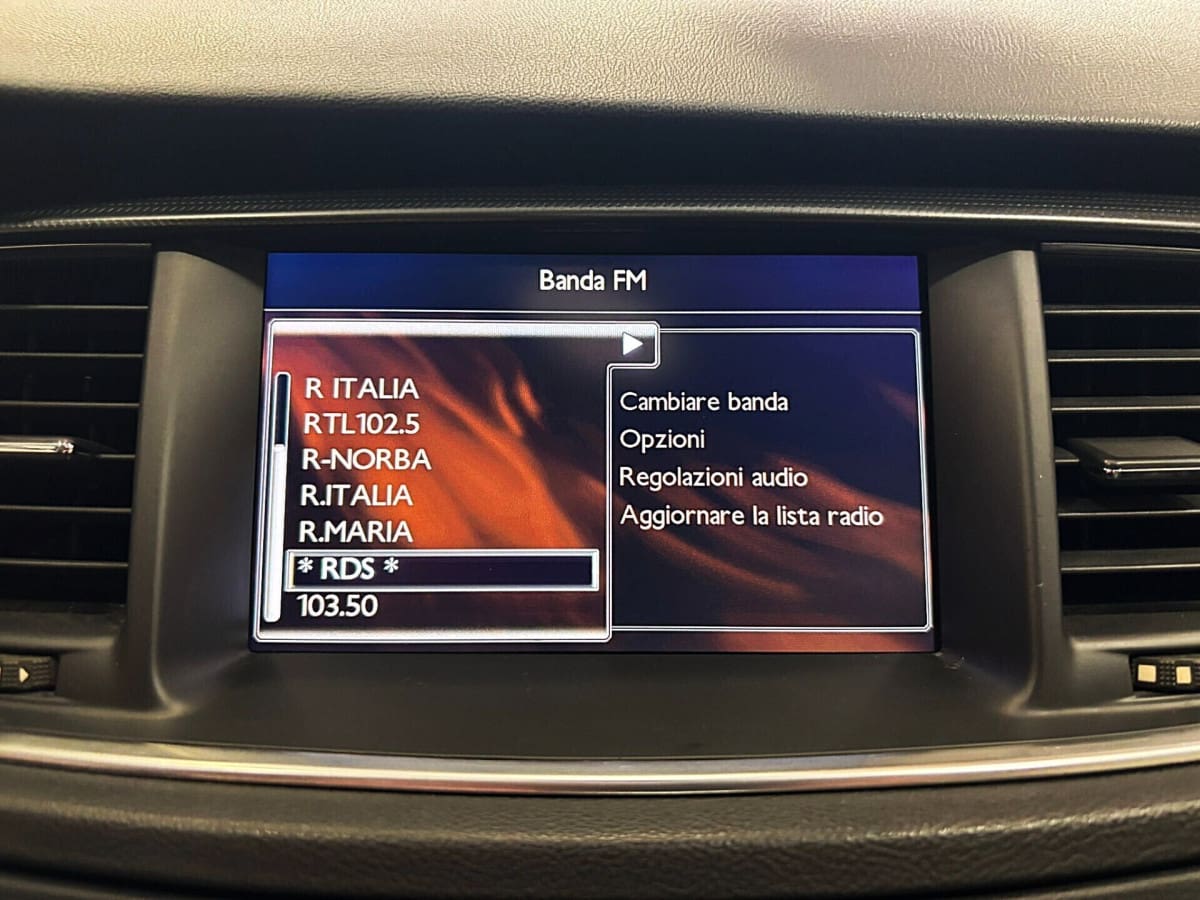 Banda FM
R ITALIA
RTL102.5
R-NORBA
R.ITALIA
R.MARIA
* RDS *
103.50
Cambiare banda
Opzioni
Regolazioni audio
Aggiornare la lista radio